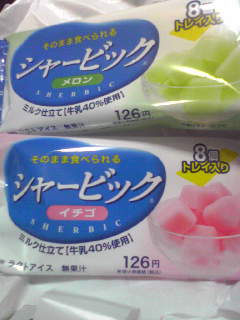 そのまま食べられる
シャービック
SHERBIC
メロン
ミルク仕立て[牛乳40%使用]
126円
8個
トレイ入り
そのまま食べられる
シャービック
SHERBIC
イチゴ
ミルク仕立て[牛乳40%使用]
8個
トレイ入り
ラクトアイス 無果汁
126円